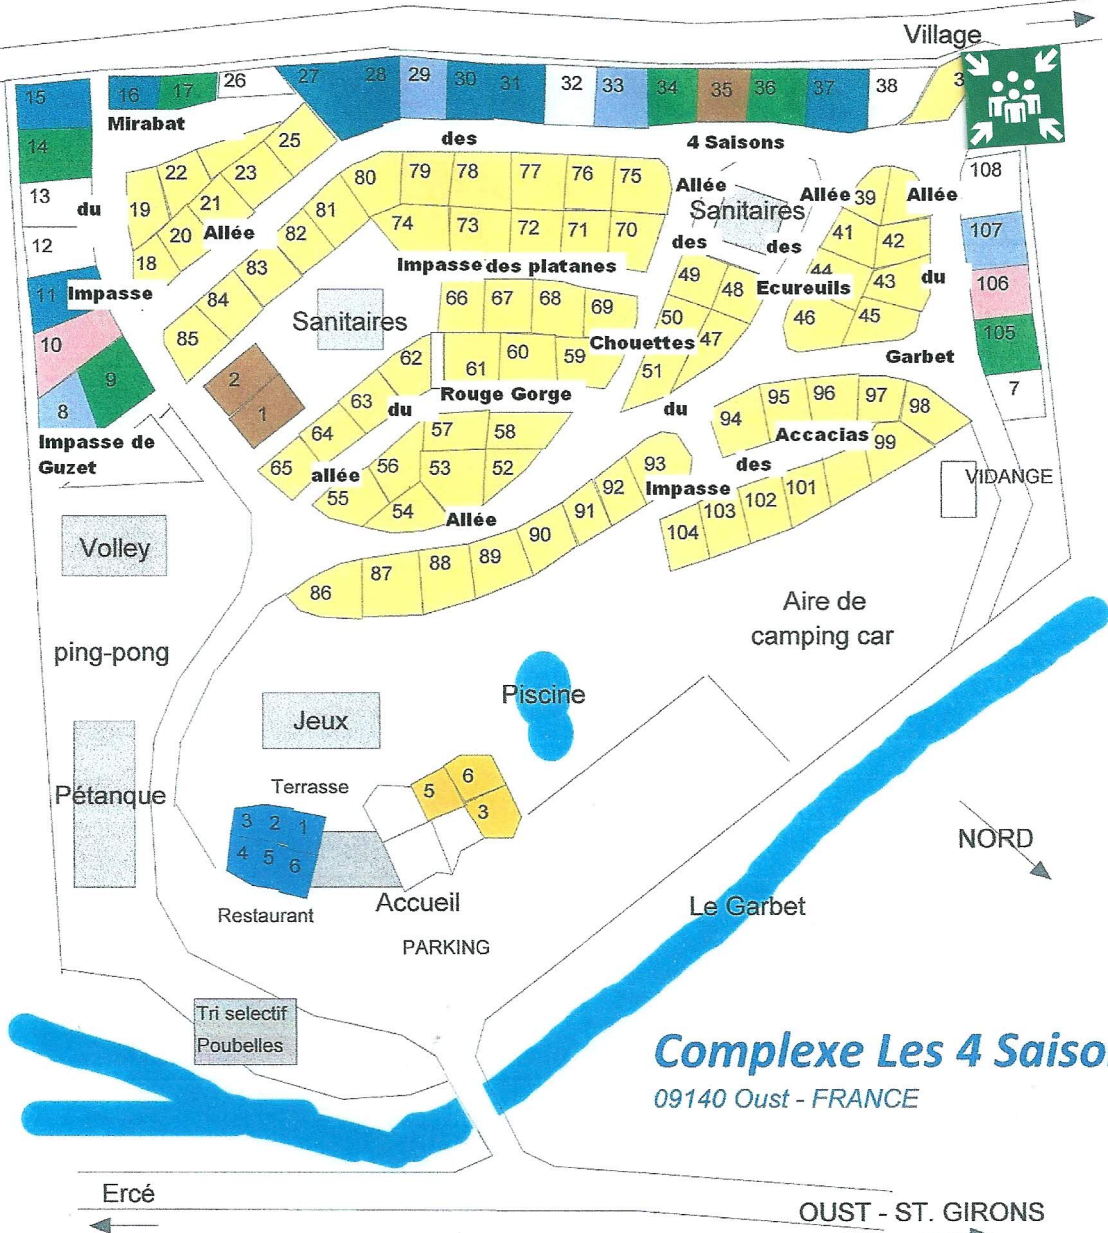 Village
15
16
17
26
27
28
29
30
31
32
33
34
35
36
37
38
3
Mirabat
des
4 Saisons
14
13
du
12
11
Impasse
10
9
8
Impasse de
Guzet
25
22
23
19
21
20
Allée
18
80
79
78
77
76
75
81
82
83
84
85
74
73
72
71
70
Impasse des platanes
Allée
Sanitaires
des
Allée
des
Ecureuils
39
Allée
41
42
44
43
du
46
45
Garbet
108
107
106
105
7
Sanitaires
66
67
68
69
49
48
50
Chouettes
47
51
du
62
61
60
59
Rouge Gorge
2
1
63
du
64
65
57
58
56
53
52
allée
55
54
Allée
94
95
96
97
98
Accacias
99
des
93
Impasse
92
91
90
89
88
87
86
101
102
103
104
VIDANGE
Volley
ping-pong
Pétanque
Jeux
Piscine
Aire de
camping car
Terrasse
5
6
3
3 2 1
4 5 6
Restaurant
Accueil
PARKING
NORD
Le Garbet
Tri selectif
Poubelles
Complexe Les 4 Saiso
09140 Oust - FRANCE
Ercé
OUST - ST. GIRONS